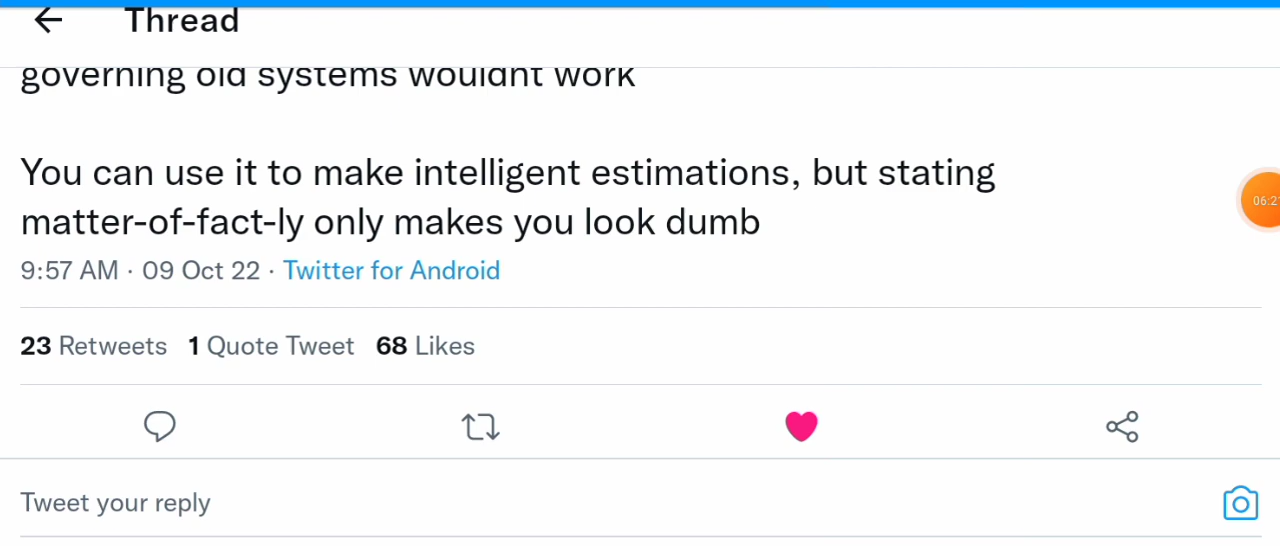 Thread
governing old systems wouldnt work
You can use it to make intelligent estimations, but stating
matter-of-fact-ly only makes you look dumb
9:57 AM · 09 Oct 22 · Twitter for Android
23 Retweets 1 Quote Tweet 68 Likes
Tweet your reply